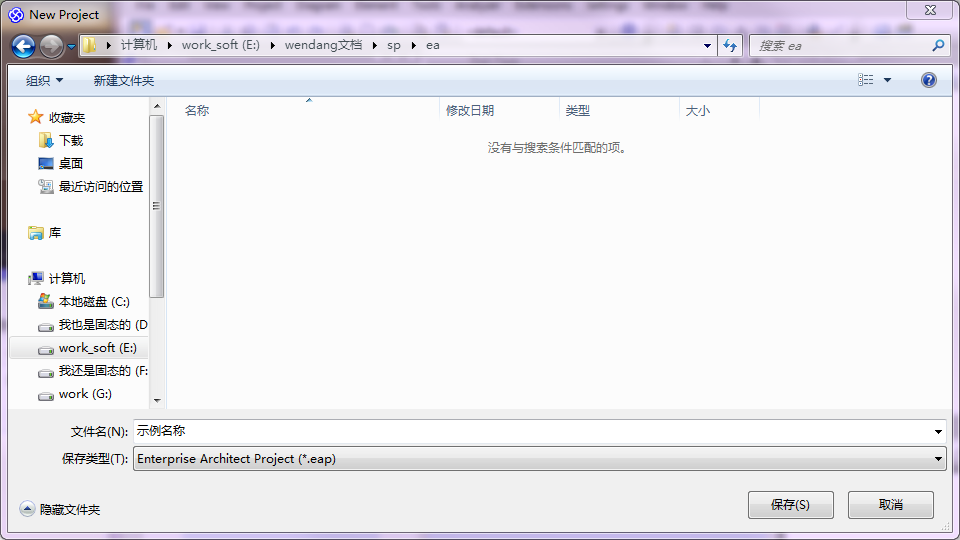 New Project
计算机 work_soft (E:) wendang文档 sp ea
搜索 ea
组织 新建文件夹
名称 修改日期 类型 大小
没有与搜索条件匹配的项。
收藏夹
下载
桌面
最近访问的位置
库
计算机
本地磁盘 (C:)
我也是固态的 (D
work_soft (E:)
我还是固态的 (F:
work (G:)
文件名(N): 示例名称
保存类型(T): Enterprise Architect Project (*.eap)
隐藏文件夹 保存(S) 取消